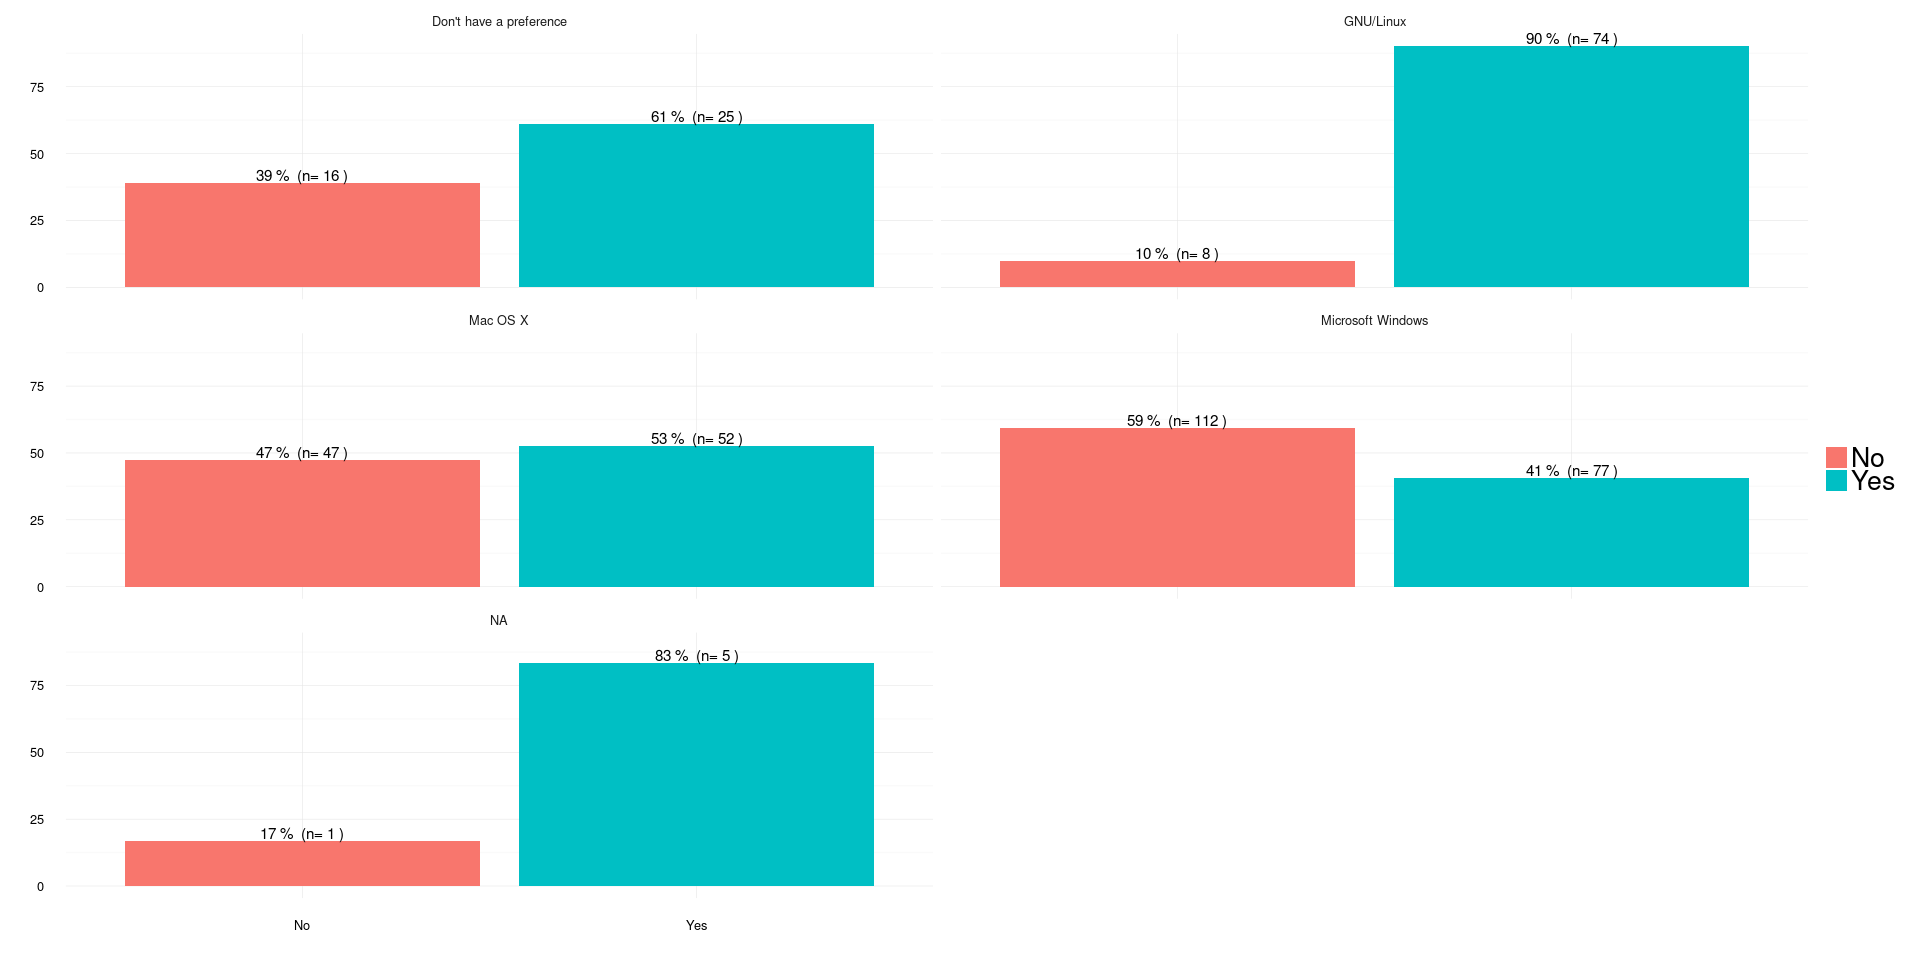 Don't have a preference
GNU/Linux
90 % (n= 74 )
75
61 % (n= 25 )
50
39 % (n= 16 )
25
10 % (n= 8 )
0
Mac OS X
Microsoft Windows
75
59 % (n= 112 )
53 % (n= 52 )
50
47 % (n= 47 )
41 % (n= 77 )
25
0
No
Yes
NA
83 % (n= 5 )
75
50
25
17 % (n= 1 )
0
No
Yes